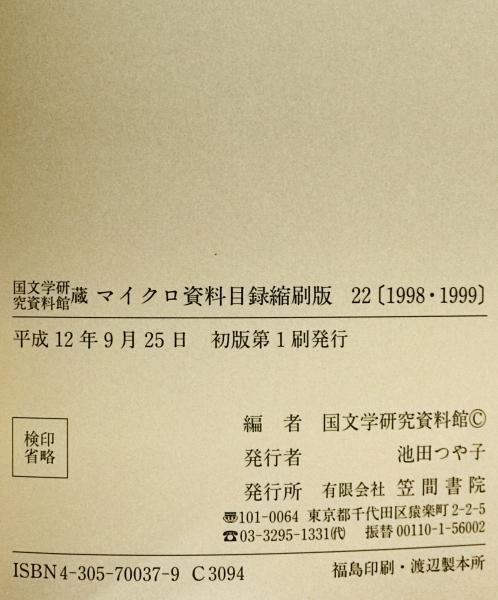 国文学研究資料館蔵 マイクロ資料目録縮刷版 22〔1998・1999〕
平成12年9月25日 初版第1刷発行
検印省略
編者 国文学研究資料館©
発行者 池田つや子
発行所 有限会社 笠間書院
〠101-0064 東京都千代田区猿楽町2-2-5
☎03-3295-1331㈹ 振替00110-1-56002
ISBN4-305-70037-9 C3094
福島印刷・渡辺製本所